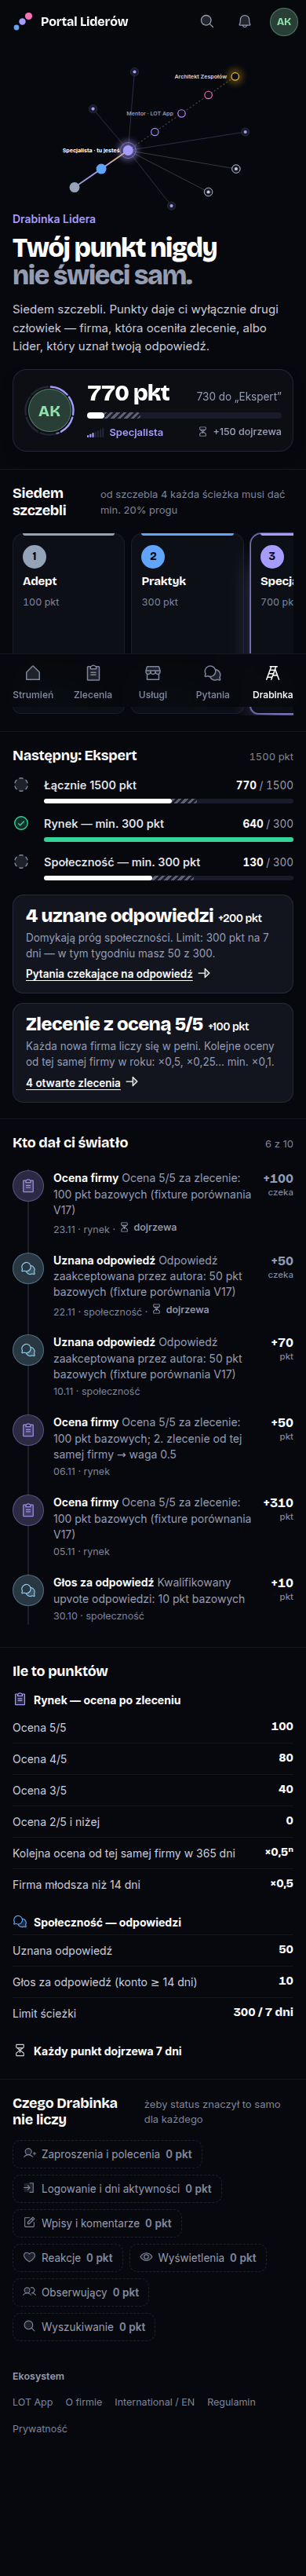 Portal Liderów
AK
Architekt Zespołów
Mentor · LOT App
Specjalista · tu jesteś
Drabinka Lidera
Twój punkt nigdy
nie świeci sam.
Siedem szczebli. Punkty daje ci wyłącznie drugi
człowiek — firma, która oceniła zlecenie, albo
Lider, który uznał twoją odpowiedź.
AK
770 pkt
730 do „Ekspert”
Specjalista
+150 dojrzewa
Siedem
szczebli
od szczebla 4 każda ścieżka musi dać
min. 20% progu
1
Adept
100 pkt
2
Praktyk
300 pkt
3
Specja
700 pk
Strumień
Zlecenia
Usługi
Pytania
Drabinka
Następny: Ekspert
1500 pkt
Łącznie 1500 pkt
770 / 1500
Rynek — min. 300 pkt
640 / 300
Społeczność — min. 300 pkt
130 / 300
4 uznane odpowiedzi +200 pkt
Domykają próg społeczności. Limit: 300 pkt na 7
dni — w tym tygodniu masz 50 z 300.
Pytania czekające na odpowiedź →
Zlecenie z oceną 5/5 +100 pkt
Każda nowa firma liczy się w pełni. Kolejne oceny
od tej samej firmy w roku: ×0,5, ×0,25… min. ×0,1.
4 otwarte zlecenia →
Kto dał ci światło
6 z 10
Ocena firmy Ocena 5/5 za zlecenie:
100 pkt bazowych (fixture porównania
V17)
23.11 · rynek · dojrzewa
+100
czeka
Uznana odpowiedź Odpowiedź
zaakceptowana przez autora: 50 pkt
bazowych (fixture porównania V17)
22.11 · społeczność · dojrzewa
+50
czeka
Uznana odpowiedź Odpowiedź
zaakceptowana przez autora: 50 pkt
bazowych (fixture porównania V17)
10.11 · społeczność
+70
pkt
Ocena firmy Ocena 5/5 za zlecenie:
100 pkt bazowych; 2. zlecenie od tej
samej firmy → waga 0.5
06.11 · rynek
+50
pkt
Ocena firmy Ocena 5/5 za zlecenie:
100 pkt bazowych (fixture porównania
V17)
05.11 · rynek
+310
pkt
Głos za odpowiedź Kwalifikowany
upvote odpowiedzi: 10 pkt bazowych
30.10 · społeczność
+10
pkt
Ile to punktów
Rynek — ocena po zleceniu
Ocena 5/5
100
Ocena 4/5
80
Ocena 3/5
40
Ocena 2/5 i niżej
0
Kolejna ocena od tej samej firmy w 365 dni
×0,5ⁿ
Firma młodsza niż 14 dni
×0,5
Społeczność — odpowiedzi
Uznana odpowiedź
50
Głos za odpowiedź (konto ≥ 14 dni)
10
Limit ścieżki
300 / 7 dni
Każdy punkt dojrzewa 7 dni
Czego Drabinka
nie liczy
żeby status znaczył to samo
dla każdego
Zaproszenia i polecenia 0 pkt
Logowanie i dni aktywności 0 pkt
Wpisy i komentarze 0 pkt
Reakcje 0 pkt
Wyświetlenia 0 pkt
Obserwujący 0 pkt
Wyszukiwanie 0 pkt
Ekosystem
LOT App
O firmie
International / EN
Regulamin
Prywatność